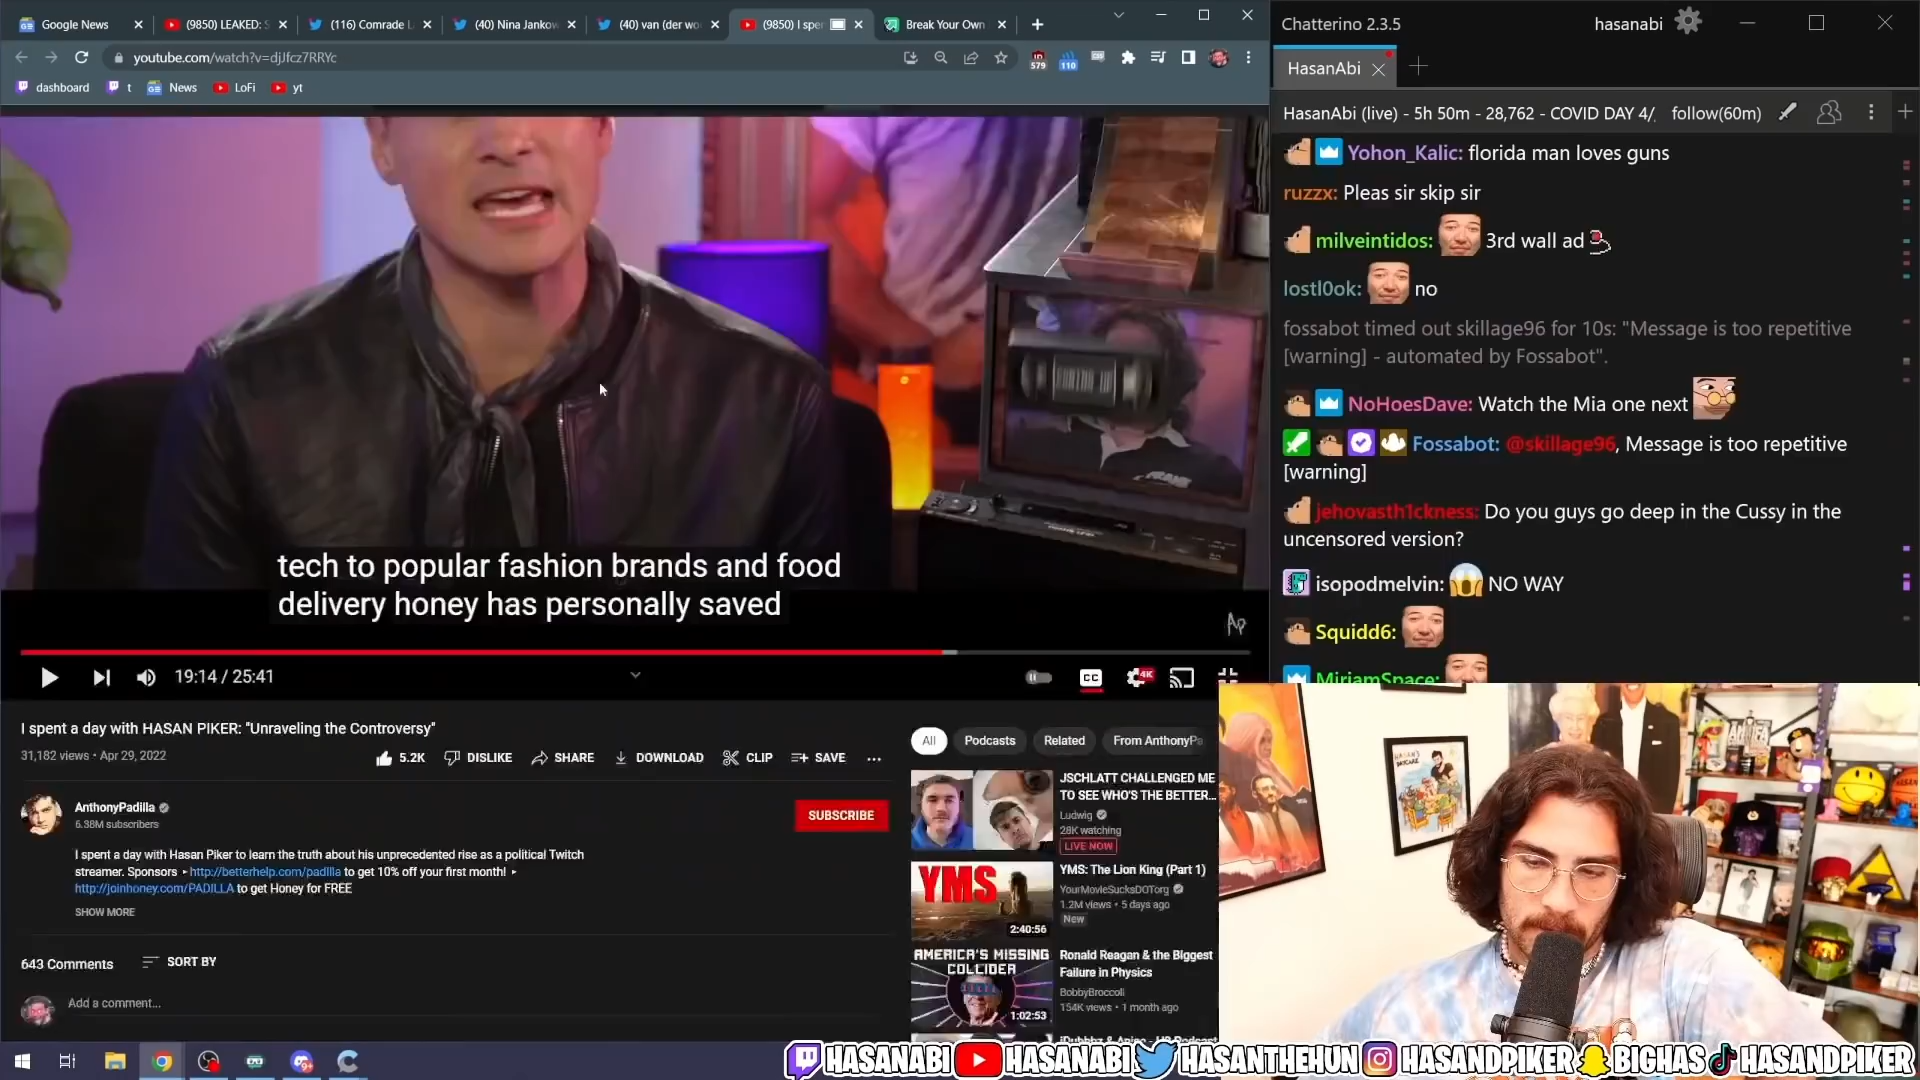 Google News
(9850) LEAKED: S
(116) Comrade L
(40) Nina Jankow
(40) van (der wo
(9850) I spe
Break Your Own
youtube.com/watch?v=djJfcz7RRYc
579
110
dashboard
t
News
LoFi
yt
tech to popular fashion brands and food
delivery honey has personally saved
19:14 / 25:41
CC
4K
I spent a day with HASAN PIKER: "Unraveling the Controversy"
31,182 views • Apr 29, 2022
5.2K
DISLIKE
SHARE
DOWNLOAD
CLIP
SAVE
AnthonyPadilla
6.38M subscribers
SUBSCRIBE
I spent a day with Hasan Piker to learn the truth about his unprecedented rise as a political Twitch
streamer. Sponsors ▸http://betterhelp.com/padilla to get 10% off your first month! ▸
http://joinhoney.com/PADILLA to get Honey for FREE
SHOW MORE
643 Comments
SORT BY
Add a comment...
All
Podcasts
Related
From AnthonyPa
JSCHLATT CHALLENGED ME
TO SEE WHO'S THE BETTER...
Ludwig
28K watching
LIVE NOW
YMS
2:40:56
YMS: The Lion King (Part 1)
YourMovieSucksDOTorg
1.2M views • 5 days ago
New
AMERICA'S MISSING
COLLIDER
1:02:53
Ronald Reagan & the Biggest
Failure in Physics
BobbyBroccoli
154K views • 1 month ago
Chatterino 2.3.5
hasanabi
HasanAbi
HasanAbi (live) - 5h 50m - 28,762 - COVID DAY 4/
follow(60m)
Yohon_Kalic: florida man loves guns
ruzzx: Pleas sir skip sir
milveintidos: 3rd wall ad
lostl0ok: no
fossabot timed out skillage96 for 10s: "Message is too repetitive
[warning] - automated by Fossabot".
NoHoesDave: Watch the Mia one next
Fossabot: @skillage96, Message is too repetitive
[warning]
jehovasth1ckness: Do you guys go deep in the Cussy in the
uncensored version?
isopodmelvin: NO WAY
Squidd6:
MiriamSpace:
HASANABI
HASANABI
HASANTHEHUN
HASANDPIKER
BIGHAS
HASANDPIKER